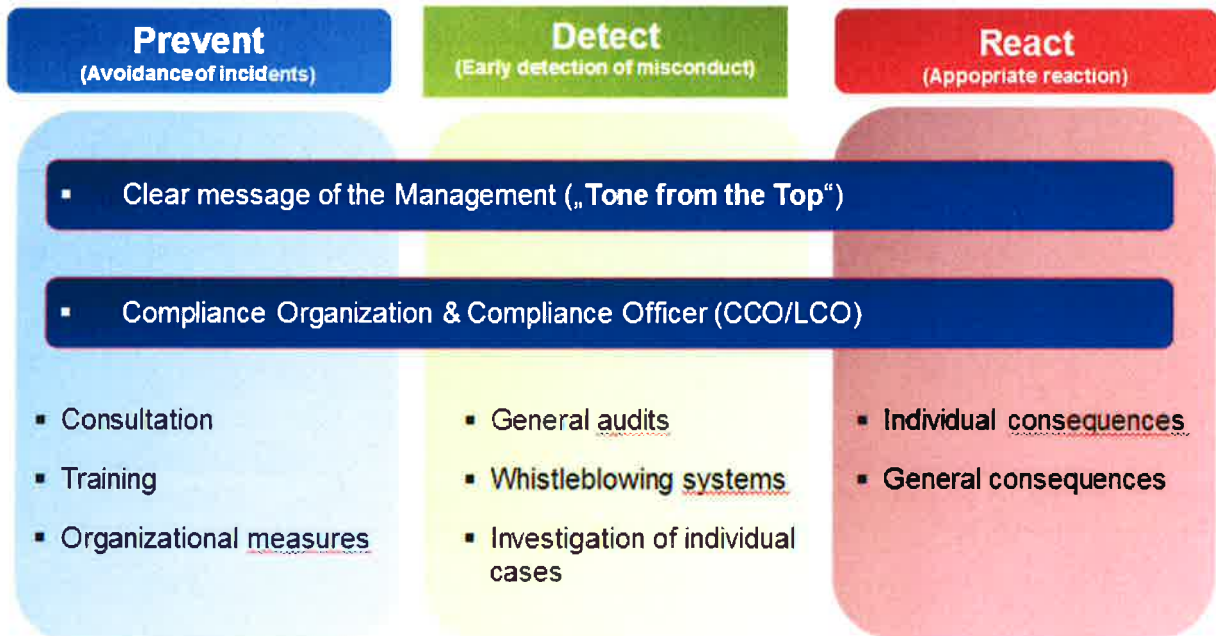 Prevent
(Avoidance of incidents)
Detect
(Early detection of misconduct)
React
(Appopriate reaction)
▪ Clear message of the Management („Tone from the Top“)
▪ Compliance Organization & Compliance Officer (CCO/LCO)
▪ Consultation
▪ Training
▪ Organizational measures
▪ General audits
▪ Whistleblowing systems
▪ Investigation of individual
cases
▪ Individual consequences
▪ General consequences